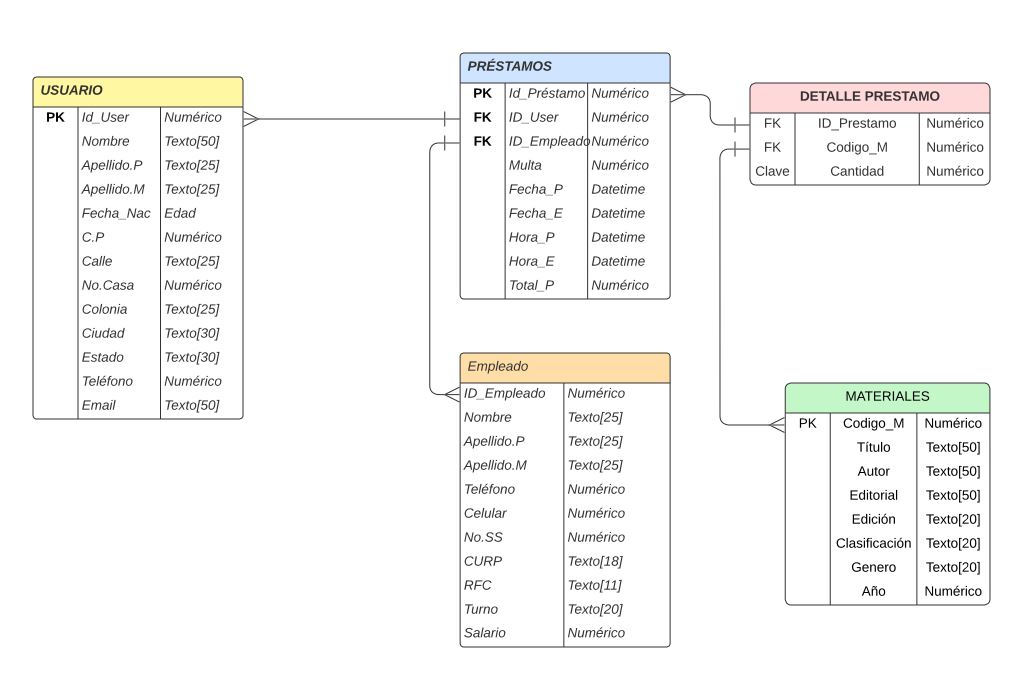 USUARIO
PK Id_User Numérico
Nombre Texto[50]
Apellido.P Texto[25]
Apellido.M Texto[25]
Fecha_Nac Edad
C.P Numérico
Calle Texto[25]
No.Casa Numérico
Colonia Texto[25]
Ciudad Texto[30]
Estado Texto[30]
Teléfono Numérico
Email Texto[50]
PRÉSTAMOS
PK Id_Préstamo Numérico
FK ID_User Numérico
FK ID_Empleado Numérico
Multa Numérico
Fecha_P Datetime
Fecha_E Datetime
Hora_P Datetime
Hora_E Datetime
Total_P Numérico
Empleado
ID_Empleado Numérico
Nombre Texto[25]
Apellido.P Texto[25]
Apellido.M Texto[25]
Teléfono Numérico
Celular Numérico
No.SS Numérico
CURP Texto[18]
RFC Texto[11]
Turno Texto[20]
Salario Numérico
DETALLE PRESTAMO
FK ID_Prestamo Numérico
FK Codigo_M Numérico
Clave Cantidad Numérico
MATERIALES
PK Codigo_M Numérico
Título Texto[50]
Autor Texto[50]
Editorial Texto[50]
Edición Texto[20]
Clasificación Texto[20]
Genero Texto[20]
Año Numérico